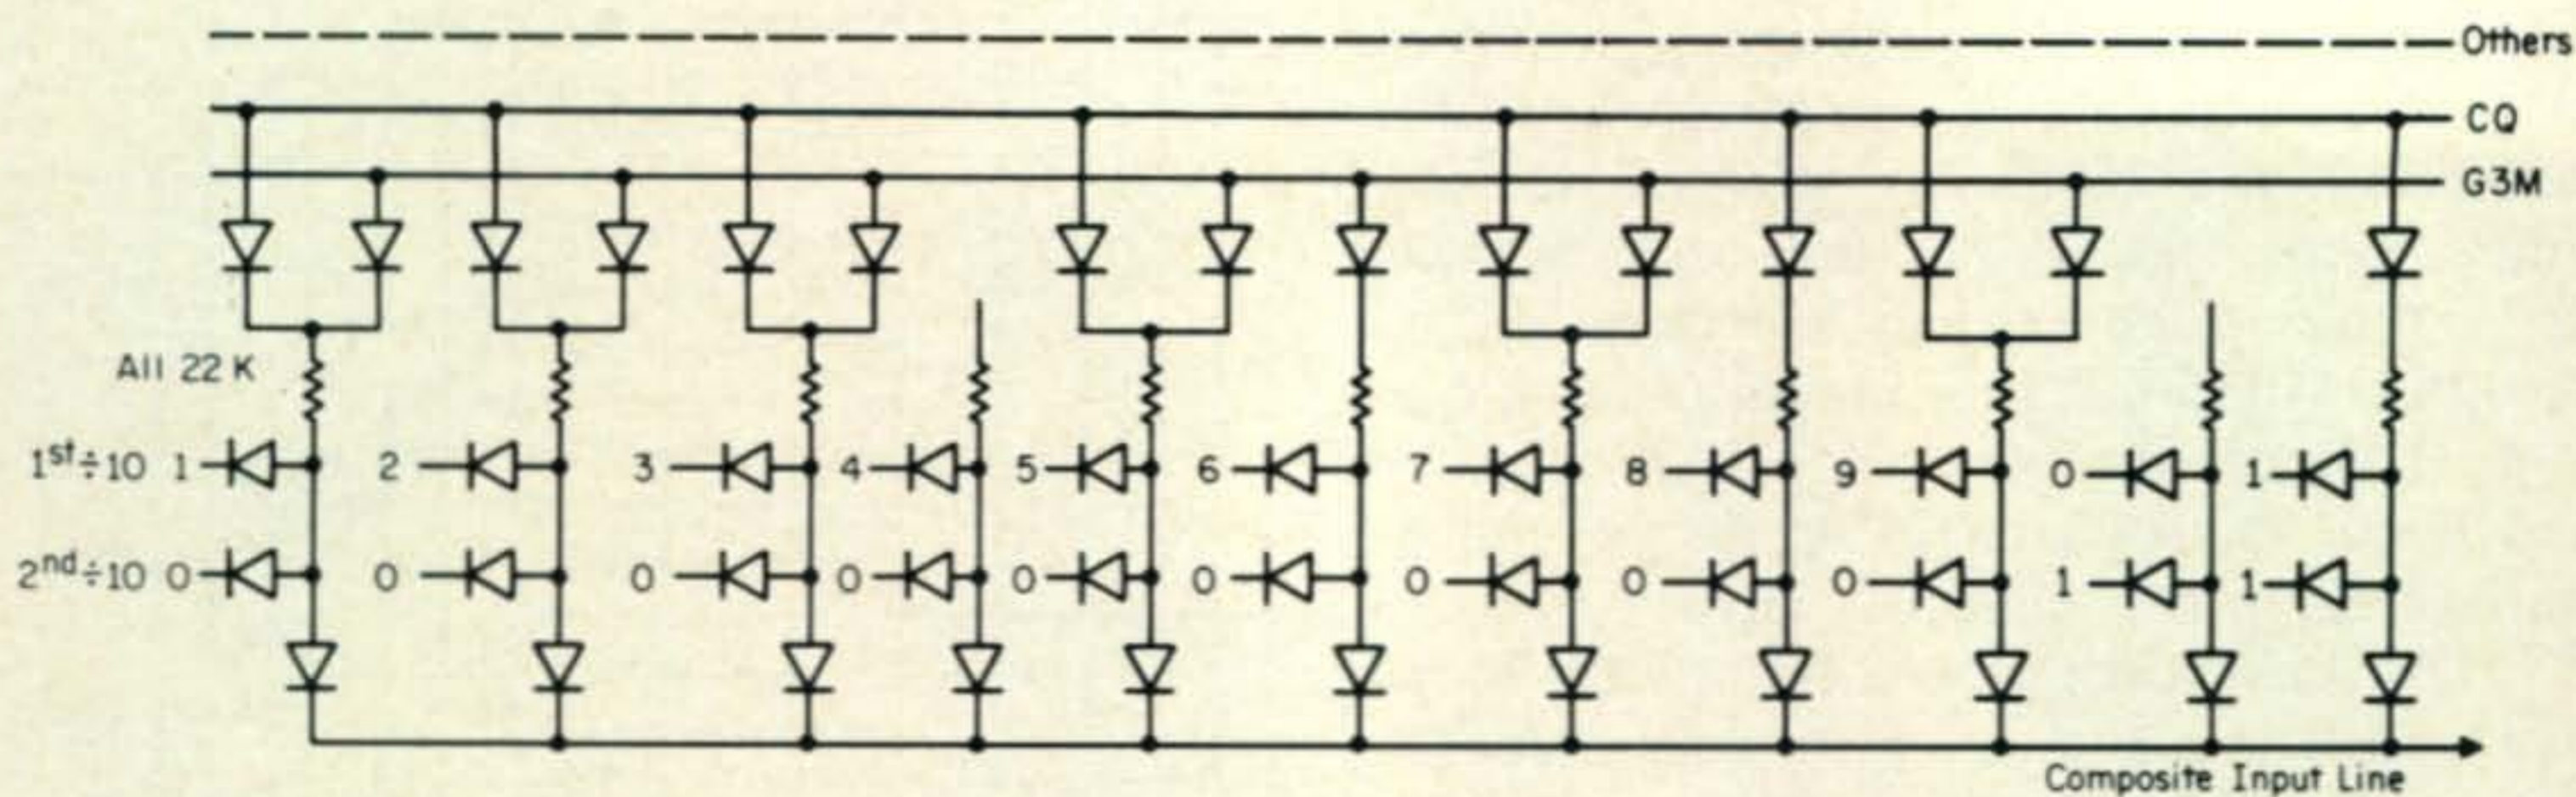 Others
CQ
G3M
All 22 K
1st÷10 1 2 3 4 5 6 7 8 9 0 1
2nd÷10 0 0 0 0 0 0 0 0 0 1 1
Composite Input Line